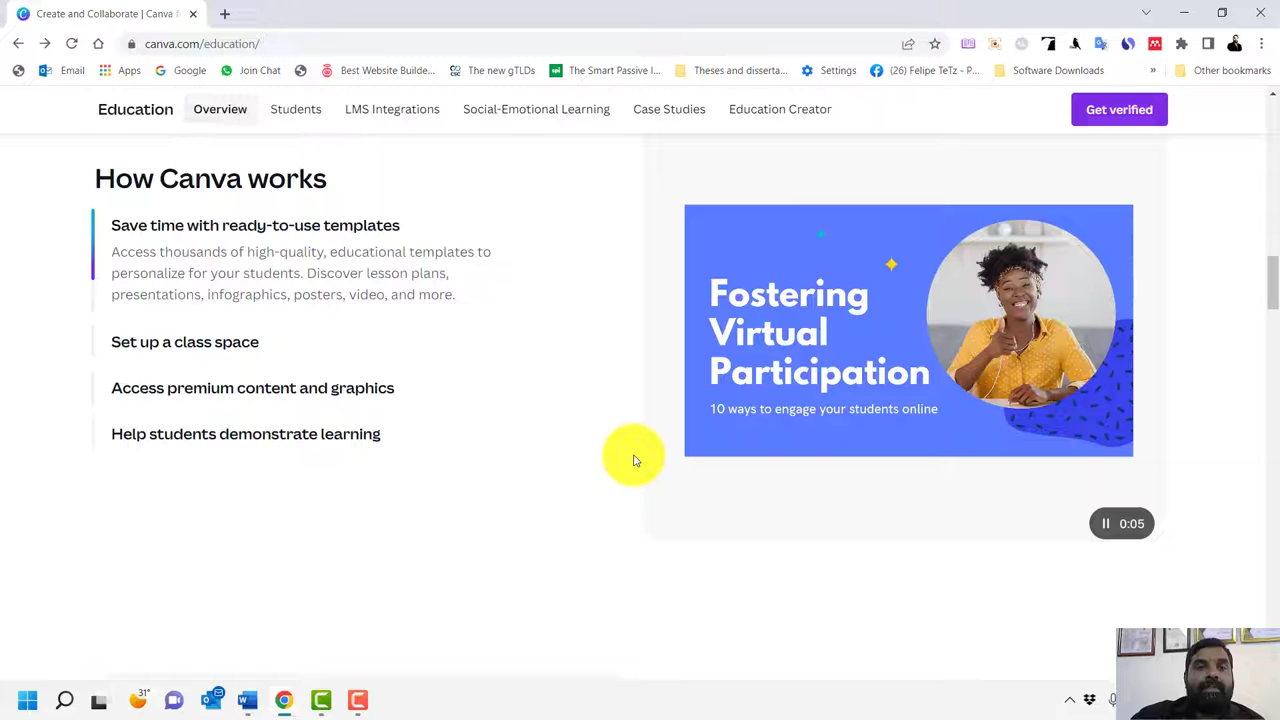 Create and Collaborate | Canva f
canva.com/education/
Email
Apps
Google
Join Chat
Best Website Builde...
The new gTLDs
The Smart Passive I...
Theses and disserta...
Settings
(26) Felipe TeTz - P...
Software Downloads
Other bookmarks
Education
Overview
Students
LMS Integrations
Social-Emotional Learning
Case Studies
Education Creator
Get verified
How Canva works
Save time with ready-to-use templates
Access thousands of high-quality, educational templates to
personalize for your students. Discover lesson plans,
presentations, infographics, posters, video, and more.
Set up a class space
Access premium content and graphics
Help students demonstrate learning
Fostering
Virtual
Participation
10 ways to engage your students online
0:05
31°